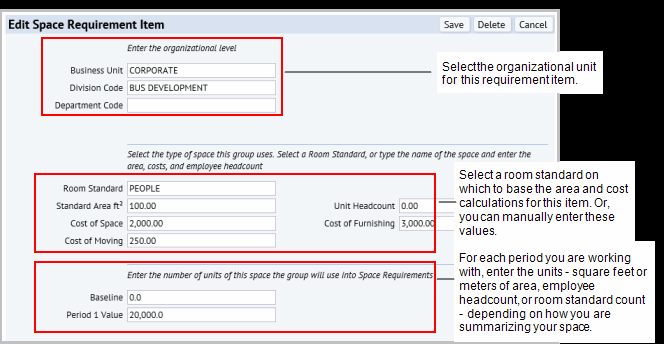 Edit Space Requirement Item
Save
Delete
Cancel
Enter the organizational level
Business Unit CORPORATE
Division Code BUS DEVELOPMENT
Department Code
Selectthe organizational unit
for this requirement item.
Select the type of space this group uses. Select a Room Standard, or type the name of the space and enter the
area, costs, and employee headcount
Room Standard PEOPLE
Standard Area ft² 100.00
Unit Headcount 0.00
Cost of Space 2,000.00
Cost of Furnishing 3,000.00
Cost of Moving 250.00
Select a room standard on
which to base the area and cost
calculations for this item. Or,
you can manually enter these
values.
Enter the number of units of this space the group will use into Space Requirements
Baseline 0.0
Period 1 Value 20,000.0
For each period you are working
with, enter the units - square feet or
meters of area, employee
headcount, or room standard count
- depending on how you are
summarizing your space.